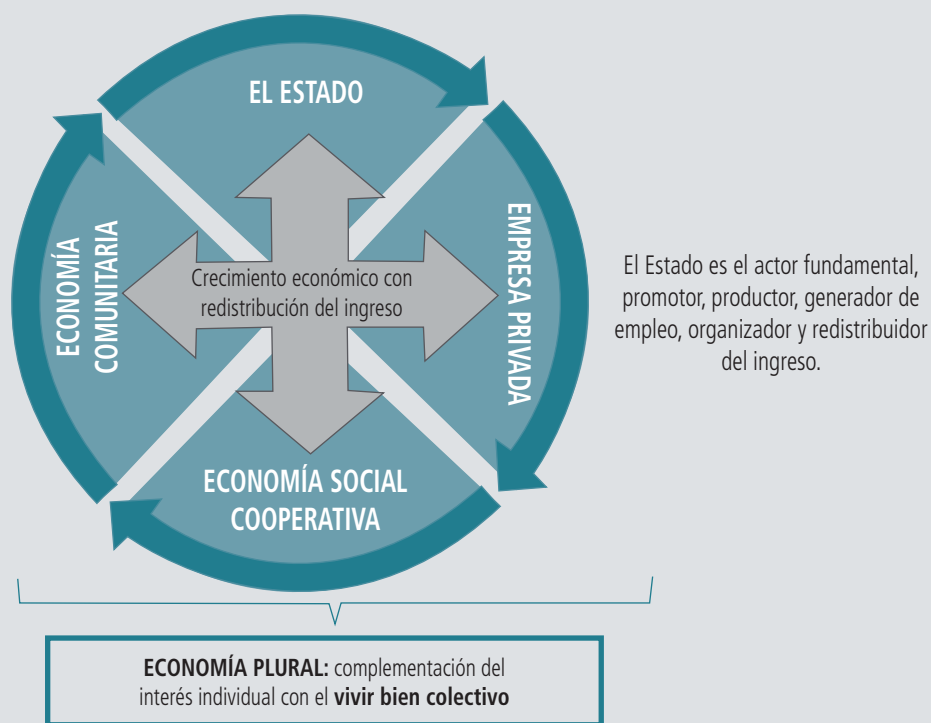 EL ESTADO
ECONOMÍA
COMUNITARIA
Crecimiento económico con
redistribución del ingreso
EMPRESA PRIVADA
ECONOMÍA SOCIAL
COOPERATIVA
El Estado es el actor fundamental,
promotor, productor, generador de
empleo, organizador y redistribuidor
del ingreso.
ECONOMÍA PLURAL: complementación del
interés individual con el vivir bien colectivo